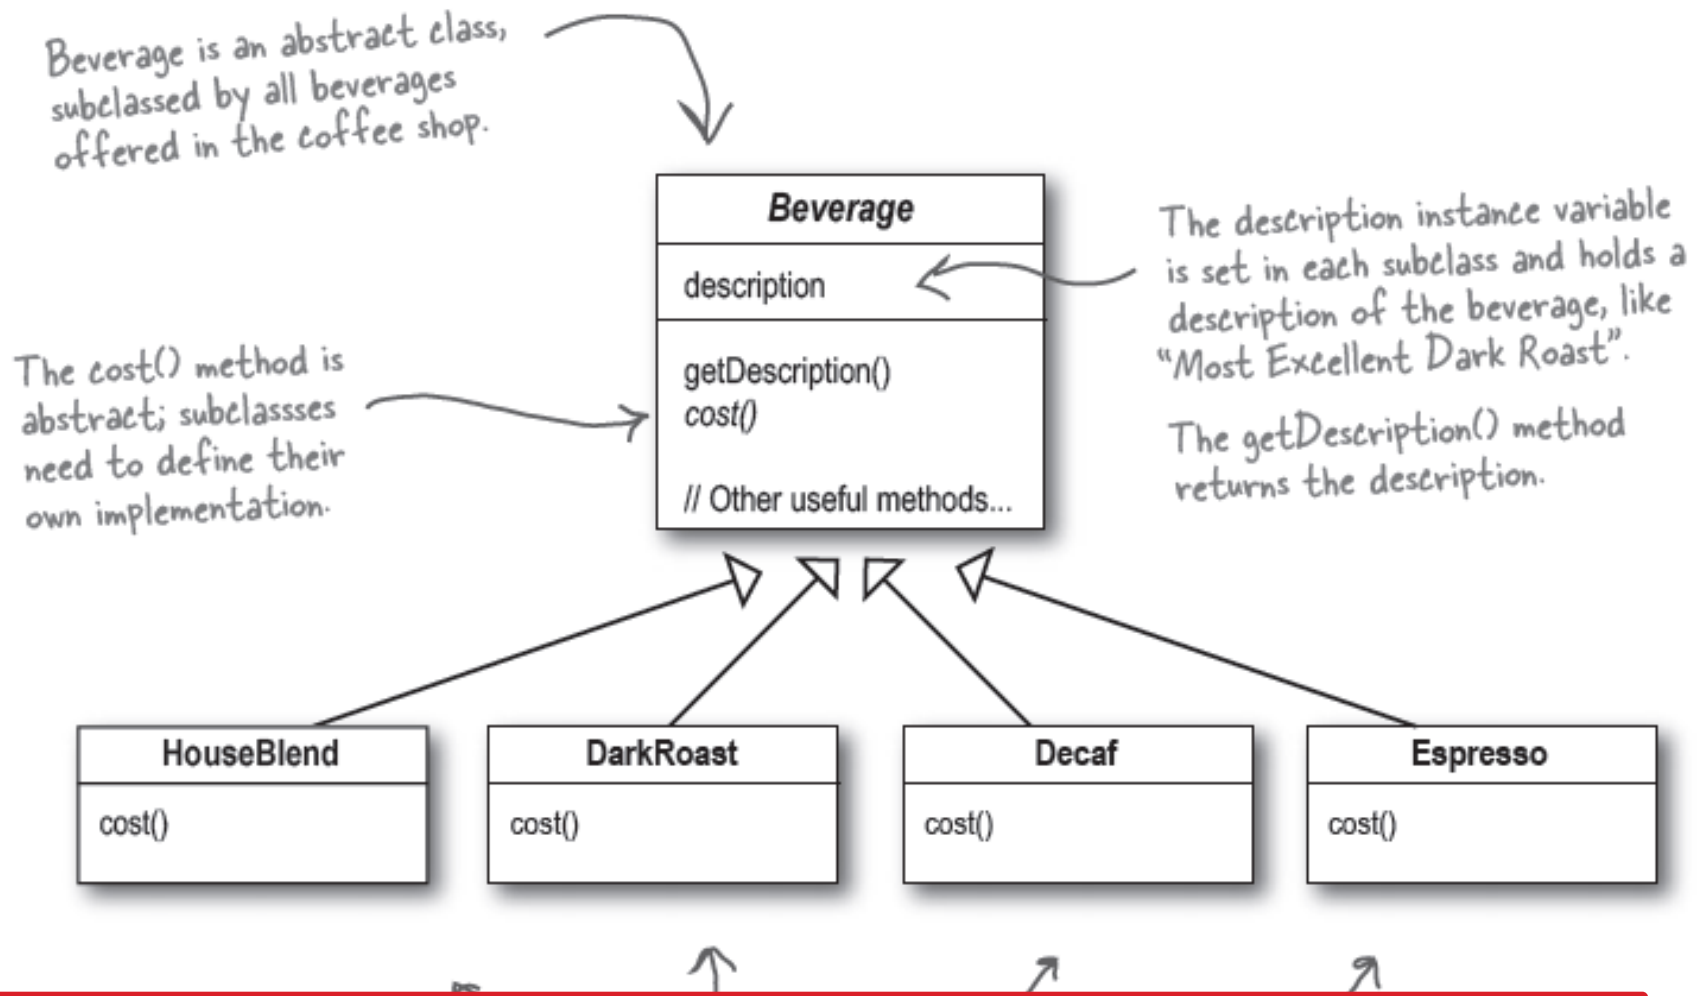 Beverage is an abstract class,
subclassed by all beverages
offered in the coffee shop.
Beverage
description
The description instance variable
is set in each subclass and holds a
description of the beverage, like
“Most Excellent Dark Roast”.
The cost() method is
abstract; subclassses
need to define their
own implementation.
getDescription()
cost()
// Other useful methods...
The getDescription() method
returns the description.
HouseBlend
cost()
DarkRoast
cost()
Decaf
cost()
Espresso
cost()